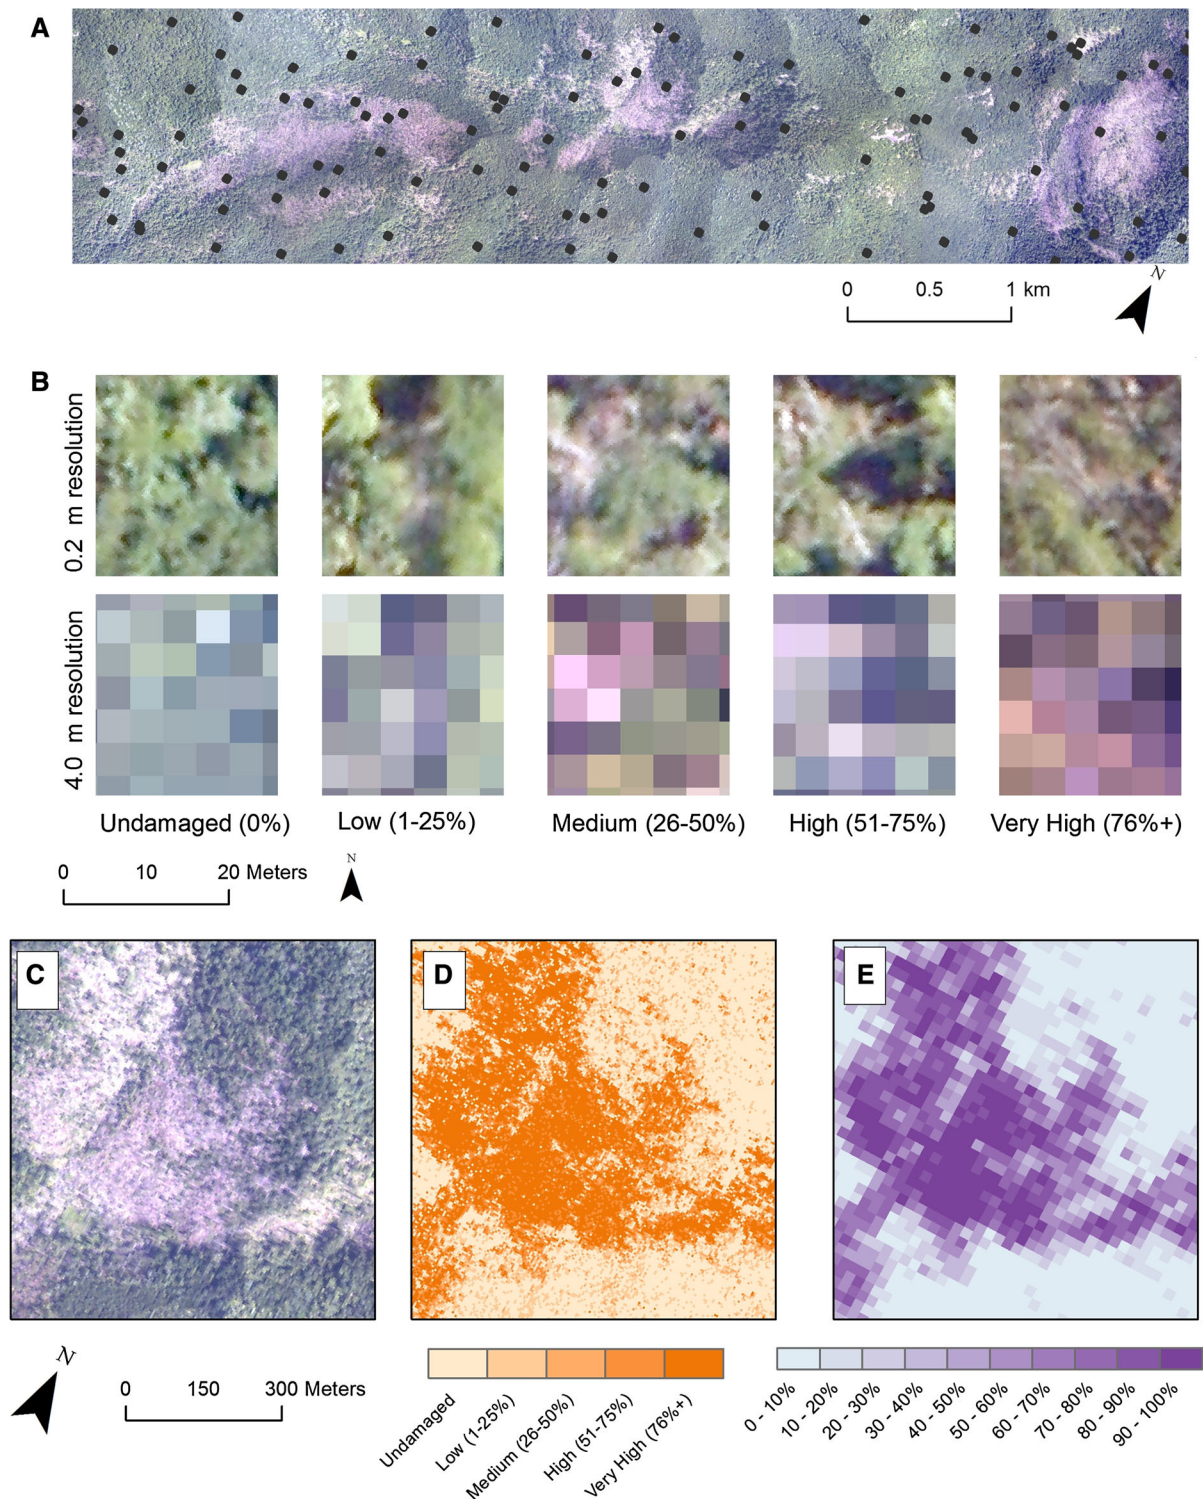 A
0 0.5 1 km
N
B
0.2 m resolution
4.0 m resolution
Undamaged (0%) Low (1-25%) Medium (26-50%) High (51-75%) Very High (76%+)
0 10 20 Meters
N
C
D
E
N
0 150 300 Meters
Undamaged
Low (1-25%)
Medium (26-50%)
High (51-75%)
Very High (76%+)
0 - 10%
10 - 20%
20 - 30%
30 - 40%
40 - 50%
50 - 60%
60 - 70%
70 - 80%
80 - 90%
90 - 100%